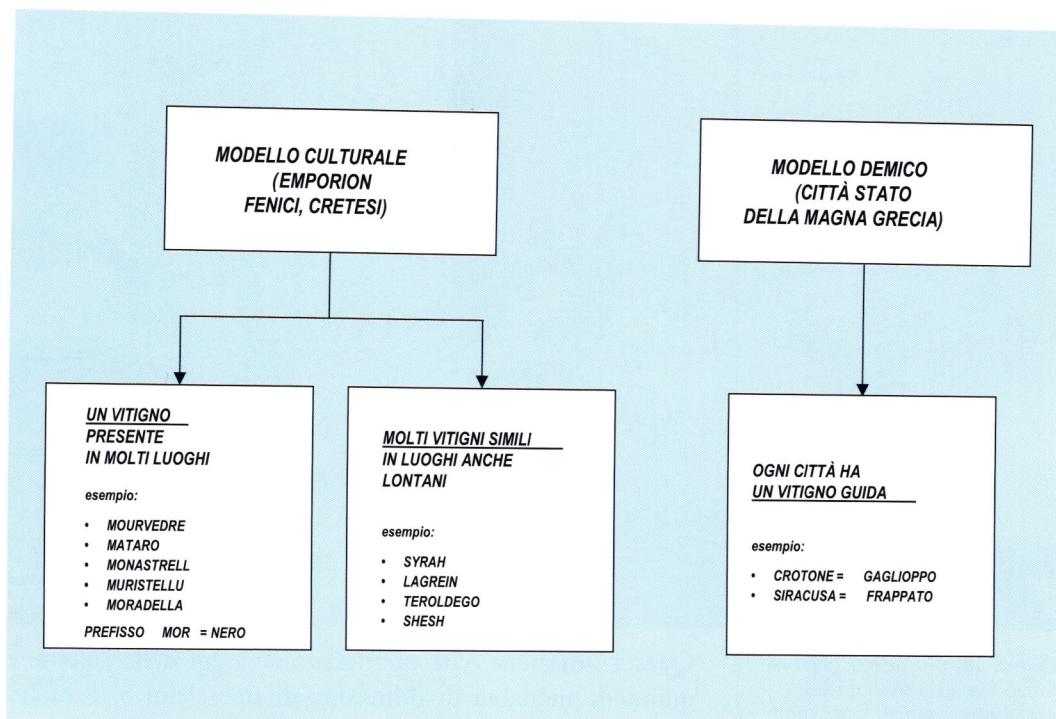 MODELLO CULTURALE
(EMPORION
FENICI, CRETESI)
MODELLO DEMICO
(CITTÀ STATO
DELLA MAGNA GRECIA)
UN VITIGNO
PRESENTE
IN MOLTI LUOGHI
esempio:
• MOURVEDRE
• MATARO
• MONASTRELL
• MURISTELLU
• MORADELLA
PREFISSO MOR = NERO
MOLTI VITIGNI SIMILI
IN LUOGHI ANCHE
LONTANI
esempio:
• SYRAH
• LAGREIN
• TEROLDEGO
• SHESH
OGNI CITTÀ HA
UN VITIGNO GUIDA
esempio:
• CROTONE = GAGLIOPPO
• SIRACUSA = FRAPPATO